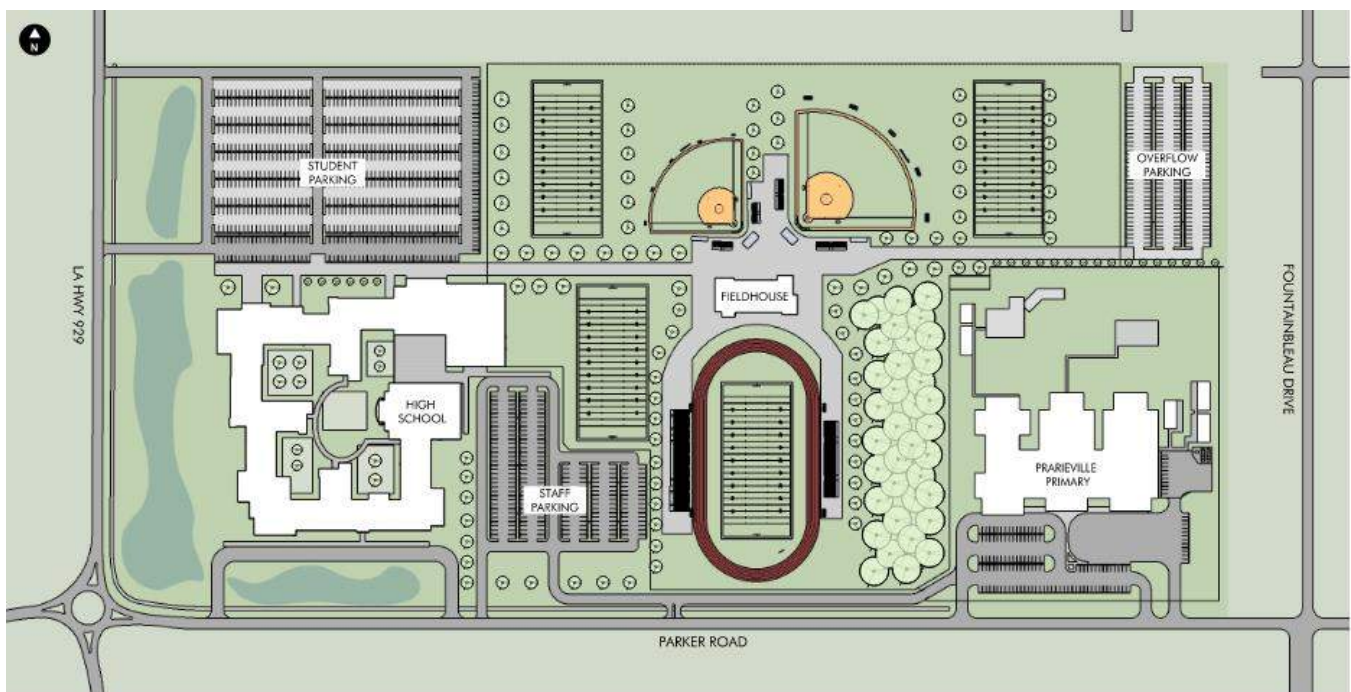 N
STUDENT
PARKING
OVERFLOW
PARKING
LA HWY 929
FIELDHOUSE
FOUNTAINBLEAU DRIVE
HIGH
SCHOOL
STAFF
PARKING
PRARIEVILLE
PRIMARY
PARKER ROAD